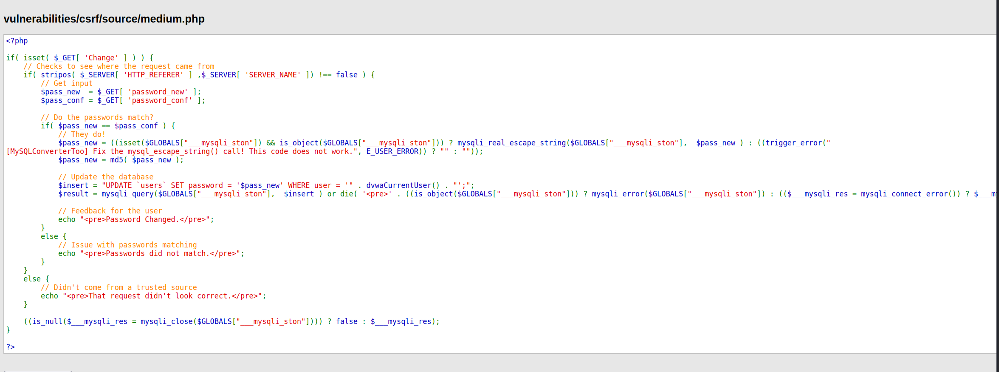 vulnerabilities/csrf/source/medium.php
<?php
if( isset( $_GET[ 'Change' ] ) ) {
    // Checks to see where the request came from
    if( stripos( $_SERVER[ 'HTTP_REFERER' ] ,$_SERVER[ 'SERVER_NAME' ]) !== false ) {
        // Get input
        $pass_new  = $_GET[ 'password_new' ];
        $pass_conf = $_GET[ 'password_conf' ];
        // Do the passwords match?
        if( $pass_new == $pass_conf ) {
            // They do!
            $pass_new = ((isset($GLOBALS["___mysqli_ston"]) && is_object($GLOBALS["___mysqli_ston"])) ? mysqli_real_escape_string($GLOBALS["___mysqli_ston"],  $pass_new ) : ((trigger_error("
[MySQLConverterToo] Fix the mysql_escape_string() call! This code does not work.", E_USER_ERROR)) ? "" : ""));
            $pass_new = md5( $pass_new );
            // Update the database
            $insert = "UPDATE `users` SET password = '$pass_new' WHERE user = '" . dvwaCurrentUser() . "';";
            $result = mysqli_query($GLOBALS["___mysqli_ston"],  $insert ) or die( '<pre>' . ((is_object($GLOBALS["___mysqli_ston"])) ? mysqli_error($GLOBALS["___mysqli_ston"]) : (($___mysqli_res = mysqli_connect_error()) ? $___m
            // Feedback for the user
            echo "<pre>Password Changed.</pre>";
        }
        else {
            // Issue with passwords matching
            echo "<pre>Passwords did not match.</pre>";
        }
    }
    else {
        // Didn't come from a trusted source
        echo "<pre>That request didn't look correct.</pre>";
    }
    ((is_null($___mysqli_res = mysqli_close($GLOBALS["___mysqli_ston"]))) ? false : $___mysqli_res);
}
?>